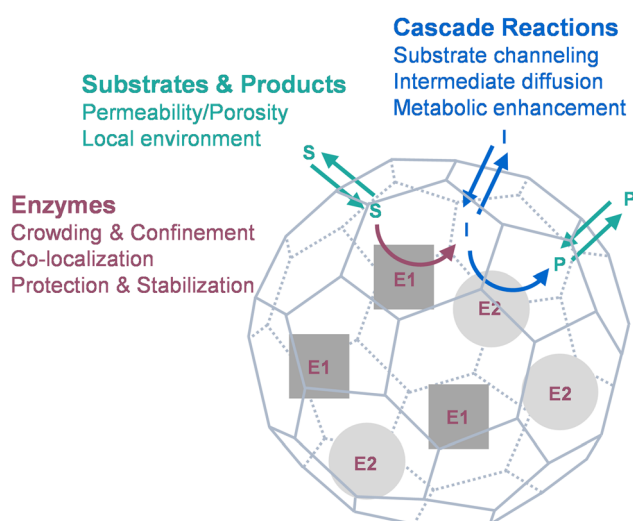 Cascade Reactions
Substrate channeling
Intermediate diffusion
Metabolic enhancement
Substrates & Products
Permeability/Porosity
Local environment
Enzymes
Crowding & Confinement
Co-localization
Protection & Stabilization
I
S
P
S
I
P
E1
E2
E1
E2
E1
E2